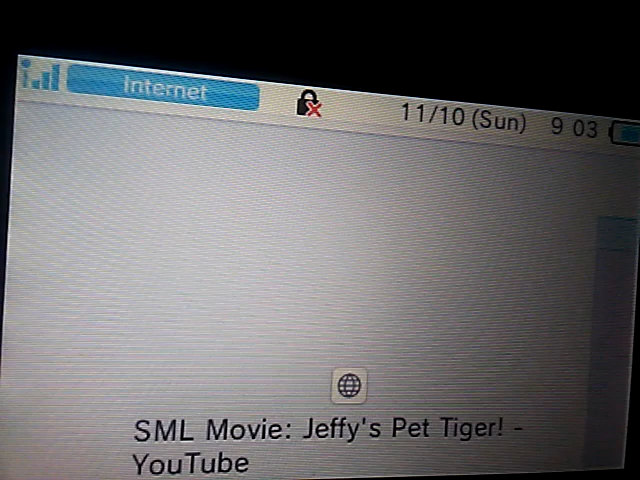 Internet 11/10 (Sun) 9 03
SML Movie: Jeffy's Pet Tiger! -
YouTube